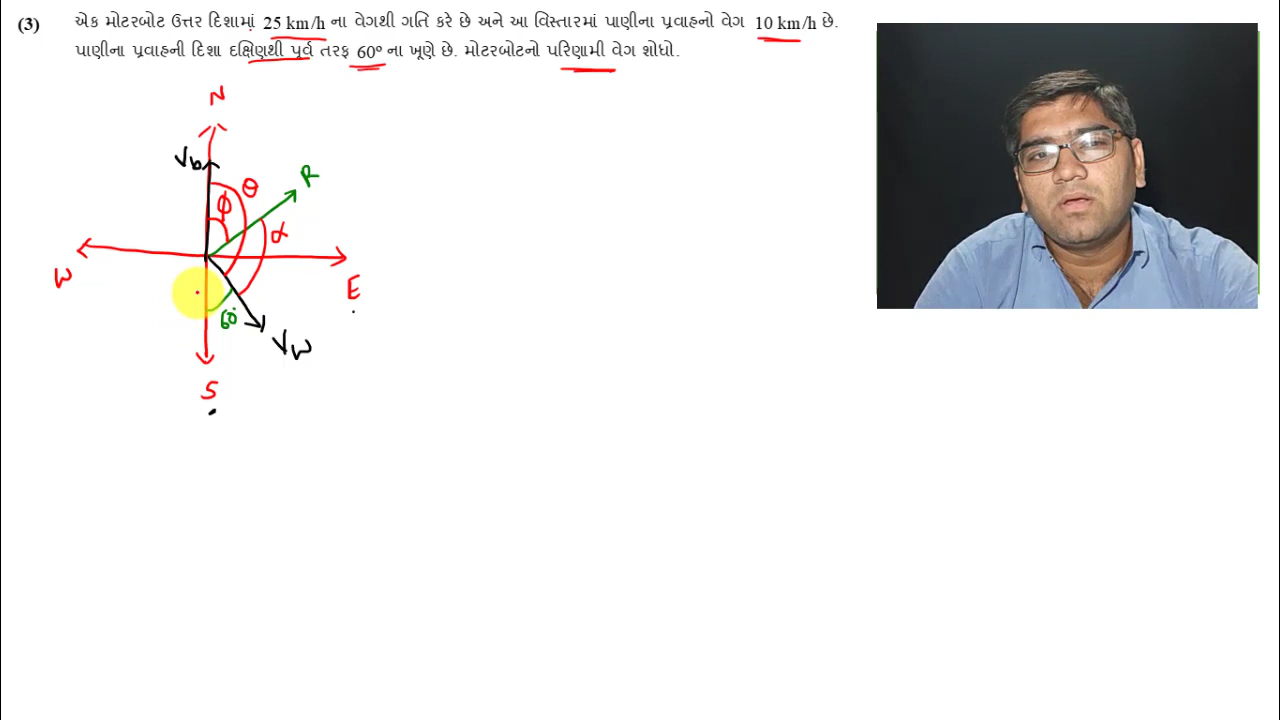 (3) એક મોટરબોટ ઉત્તર દિશામાં 25 km/h ના વેગથી ગતિ કરે છે અને આ વિસ્તારમાં પાણીના પ્રવાહનો વેગ 10 km/h છે.
પાણીના પ્રવાહની દિશા દક્ષિણથી પૂર્વ તરફ 60° ના ખૂણે છે. મોટરબોટનો પરિણામી વેગ શોધો.
N
Vb
θ
R
ϕ
α
W
E
60°
Vw
S